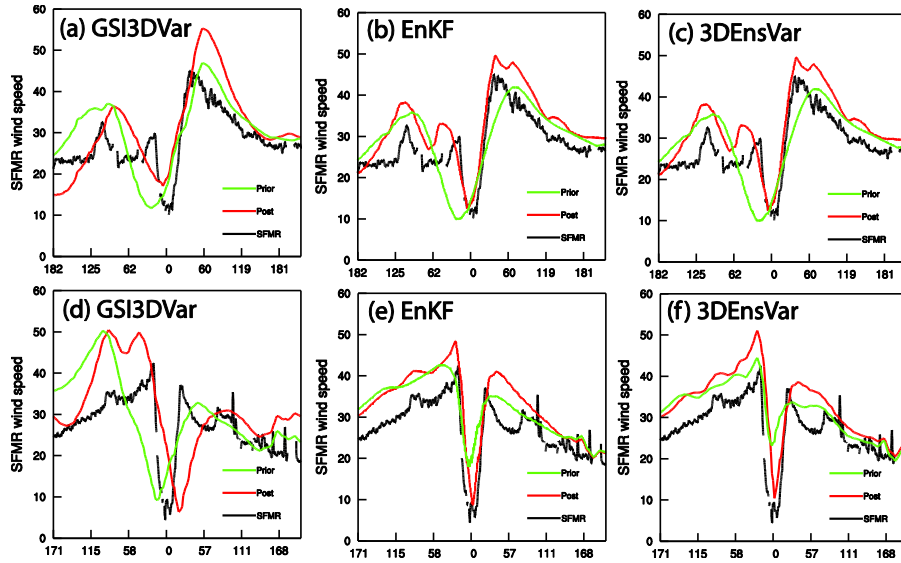 (a) GSI3DVar
SFMR wind speed
60
50
40
30
20
10
0
Prior
Post
SFMR
182 125 62 0 60 119 181
(b) EnKF
SFMR wind speed
60
50
40
30
20
10
0
Prior
Post
SFMR
182 125 62 0 60 119 181
(c) 3DEnsVar
SFMR wind speed
60
50
40
30
20
10
0
Prior
Post
SFMR
182 125 62 0 60 119 181
(d) GSI3DVar
SFMR wind speed
60
50
40
30
20
10
0
Prior
Post
SFMR
171 115 58 0 57 111 168
(e) EnKF
SFMR wind speed
60
50
40
30
20
10
0
Prior
Post
SFMR
171 115 58 0 57 111 168
(f) 3DEnsVar
SFMR wind speed
60
50
40
30
20
10
0
Prior
Post
SFMR
171 115 58 0 57 111 168